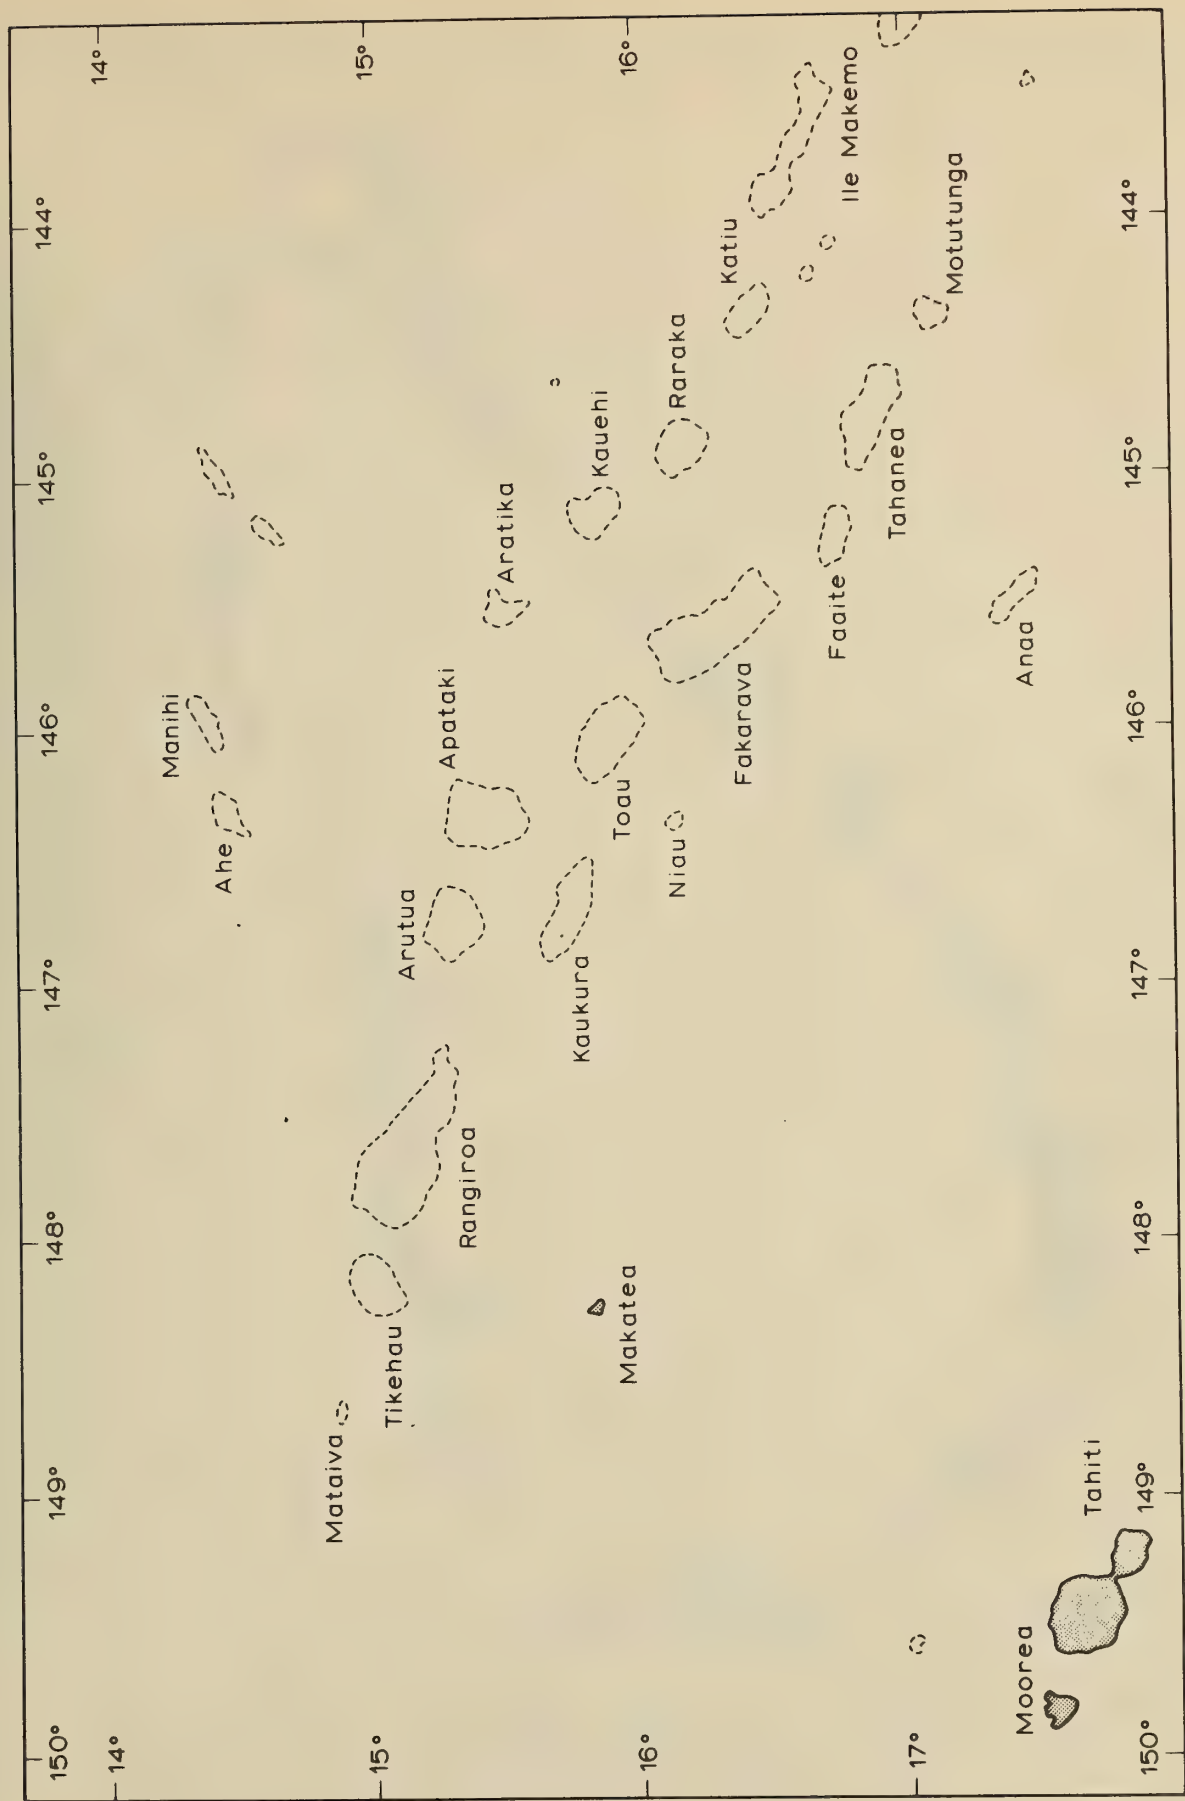 150°
149°
148°
147°
146°
145°
144°
14°
14°
Manihi
Ahe
15°
15°
Mataiva
Tikehau
Rangiroa
Arutua
Apataki
Aratika
Kaukura
Toau
Kauehi
Niau
Raraka
Makatea
16°
16°
Fakarava
Katiu
Faaite
Tahanea
Ile Makemo
Motutunga
Anaa
17°
Moorea
Tahiti
150°
149°
148°
147°
146°
145°
144°